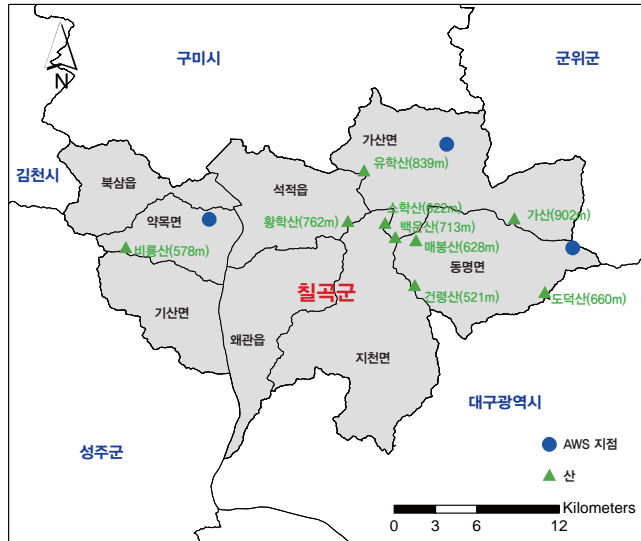 구미시
군위군
N
가산면
유학산(839m)
김천시
북삼읍
석적읍
소학산(622m)
가산(902m)
약목면
황학산(762m)
백운산(713m)
비룡산(578m)
매봉산(628m)
동명면
칠곡군
건령산(521m)
도덕산(660m)
기산면
왜관읍
지천면
대구광역시
성주군
AWS 지점
산
Kilometers
0 3 6 12